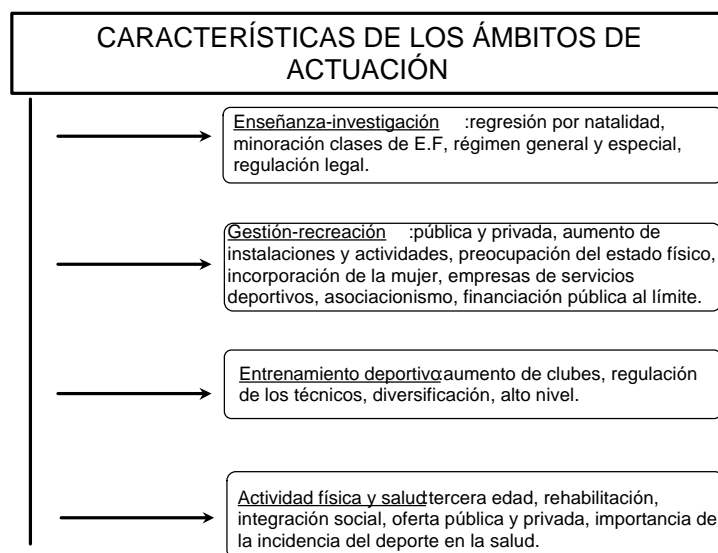 CARACTERÍSTICAS DE LOS ÁMBITOS DE
ACTUACIÓN
Enseñanza-investigación :regresión por natalidad,
minoración clases de E.F, régimen general y especial,
regulación legal.
Gestión-recreación :pública y privada, aumento de
instalaciones y actividades, preocupación del estado físico,
incorporación de la mujer, empresas de servicios
deportivos, asociacionismo, financiación pública al límite.
Entrenamiento deportivo:aumento de clubes, regulación
de los técnicos, diversificación, alto nivel.
Actividad física y salud:tercera edad, rehabilitación,
integración social, oferta pública y privada, importancia de
la incidencia del deporte en la salud.